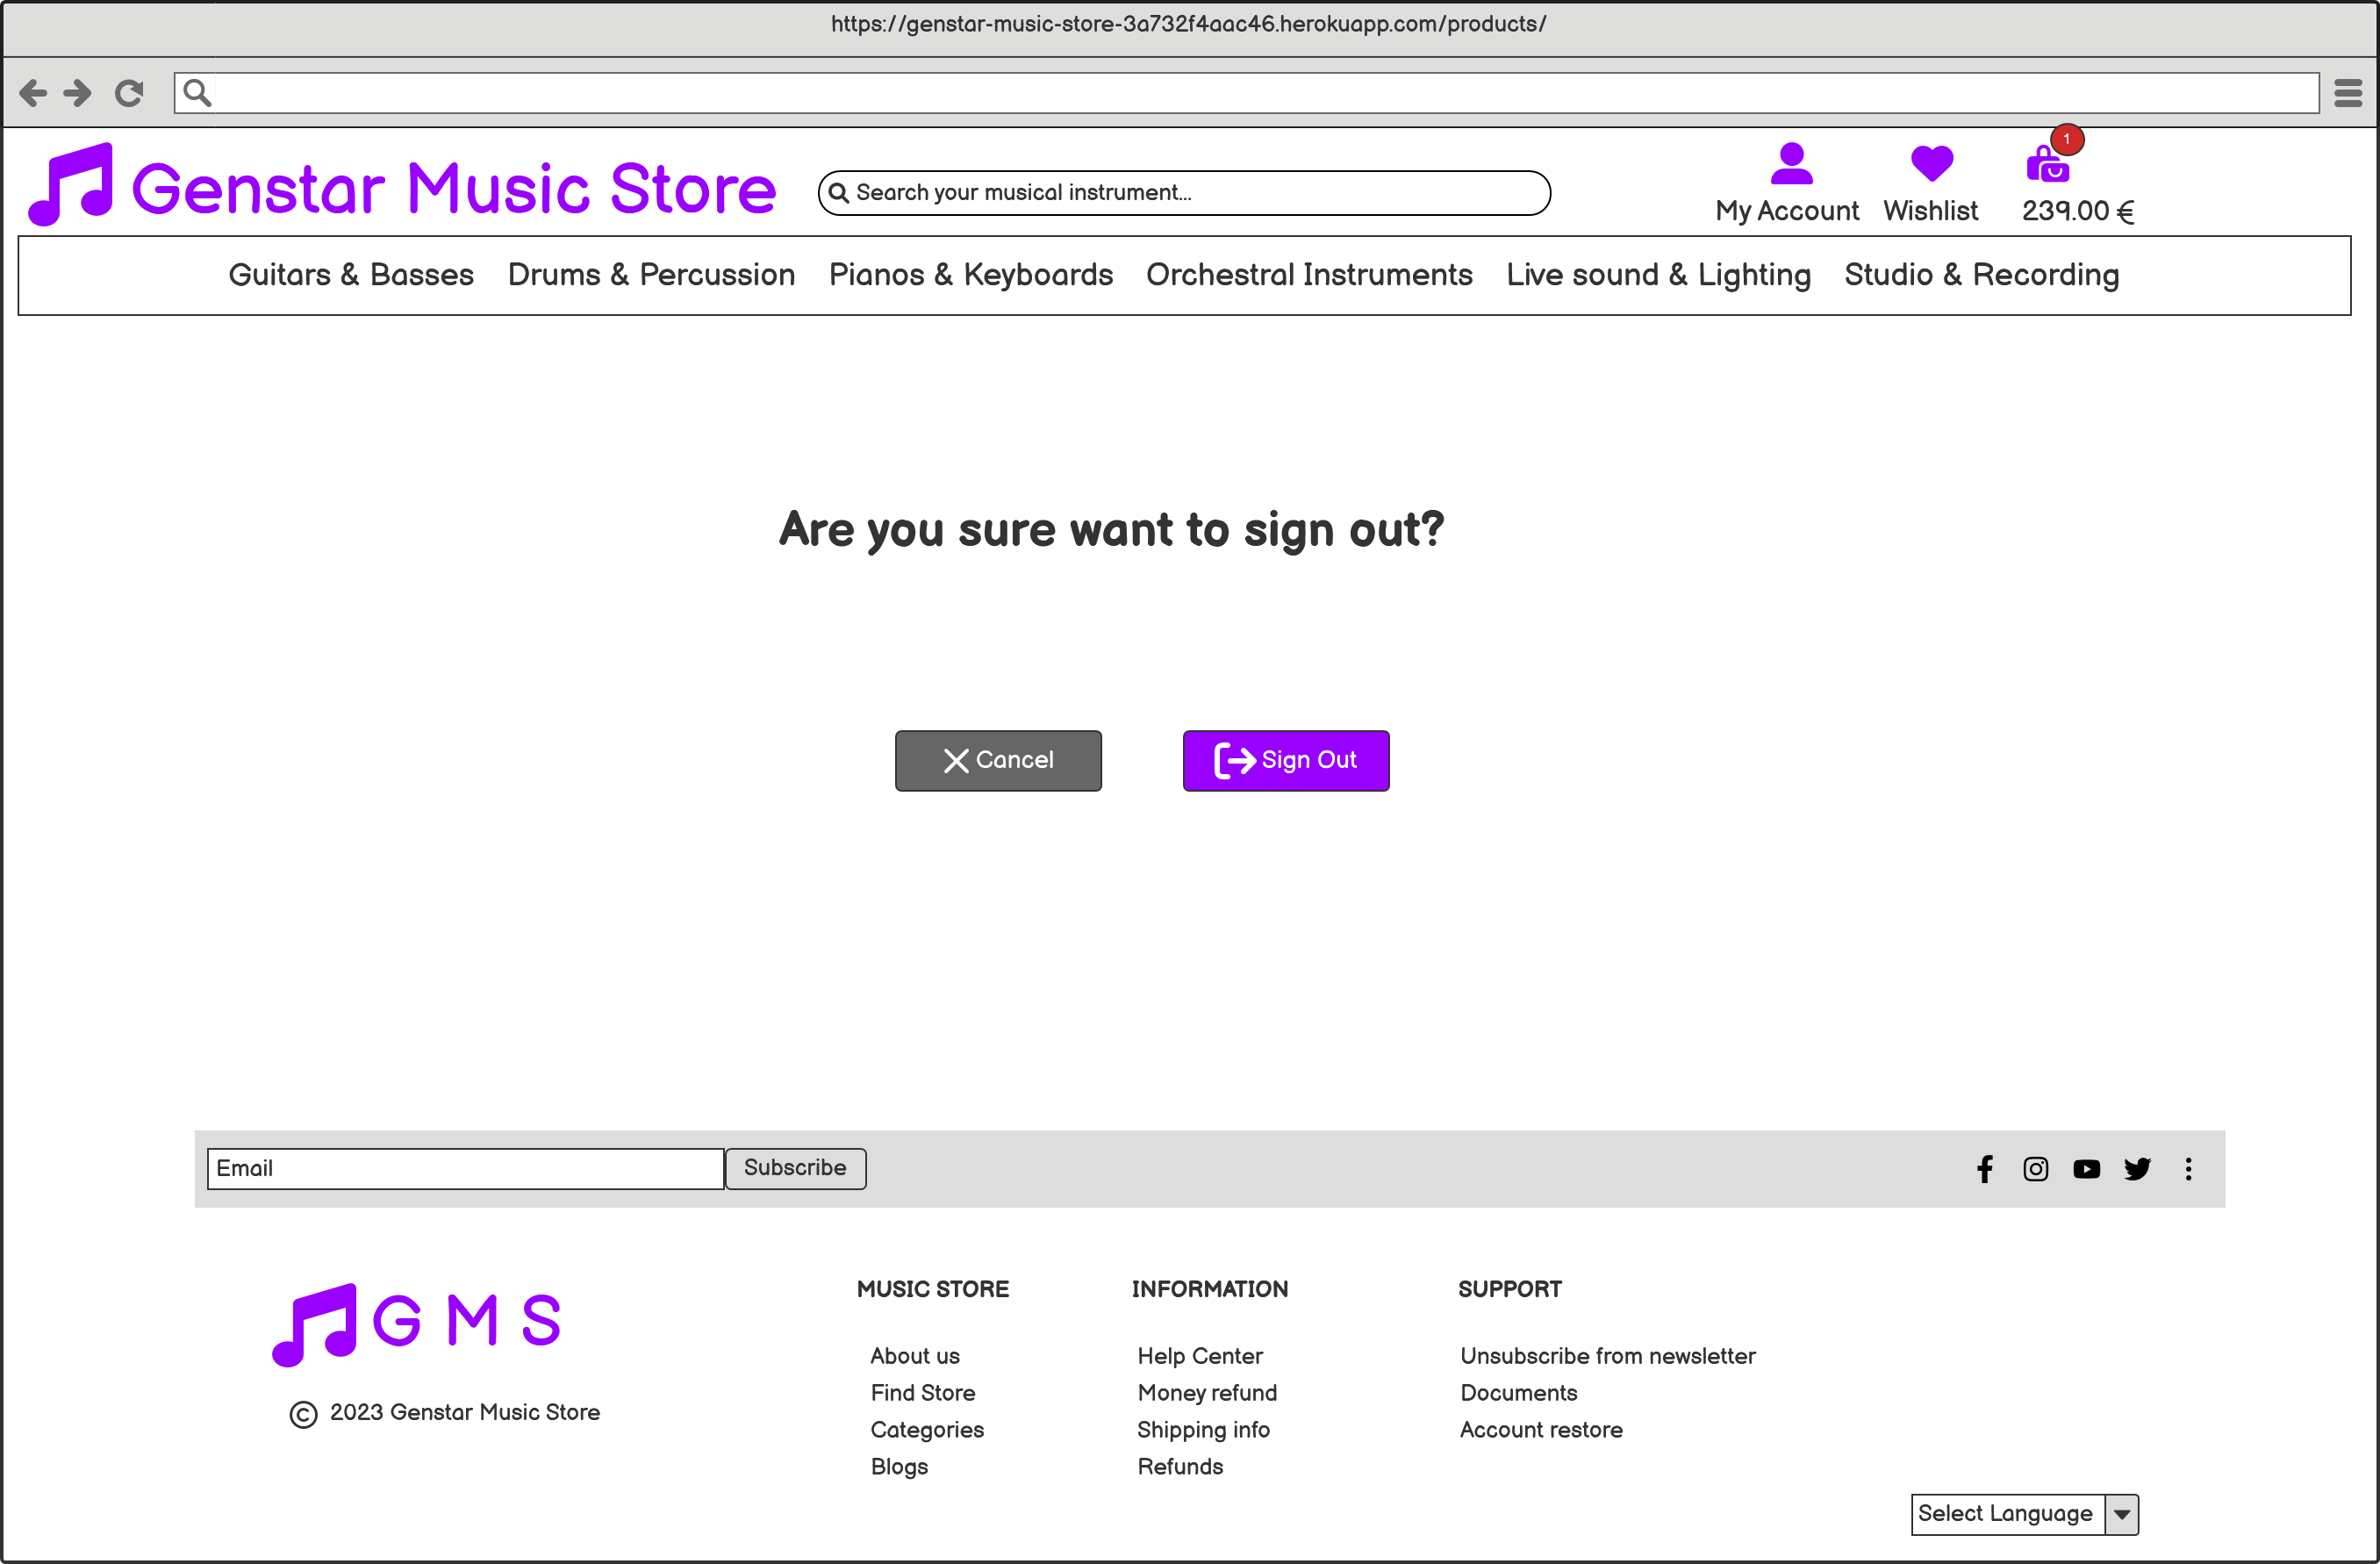 https://genstar-music-store-3a732f4aac46.herokuapp.com/products/
1
Genstar Music Store
Search your musical instrument...
My Account Wishlist 239.00 €
Guitars & Basses Drums & Percussion Pianos & Keyboards Orchestral Instruments Live sound & Lighting Studio & Recording
Are you sure want to sign out?
Cancel Sign Out
Email Subscribe
G M S
© 2023 Genstar Music Store
MUSIC STORE
About us
Find Store
Categories
Blogs
INFORMATION
Help Center
Money refund
Shipping info
Refunds
SUPPORT
Unsubscribe from newsletter
Documents
Account restore
Select Language